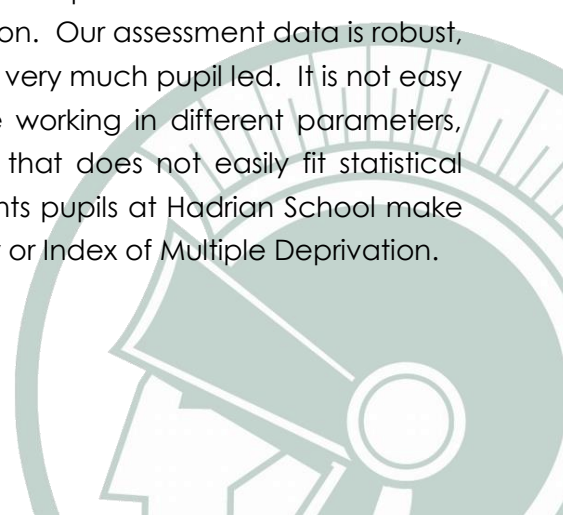 on. Our assessment data is robust,
very much pupil led. It is not easy
working in different parameters,
that does not easily fit statistical
nts pupils at Hadrian School make
or Index of Multiple Deprivation.